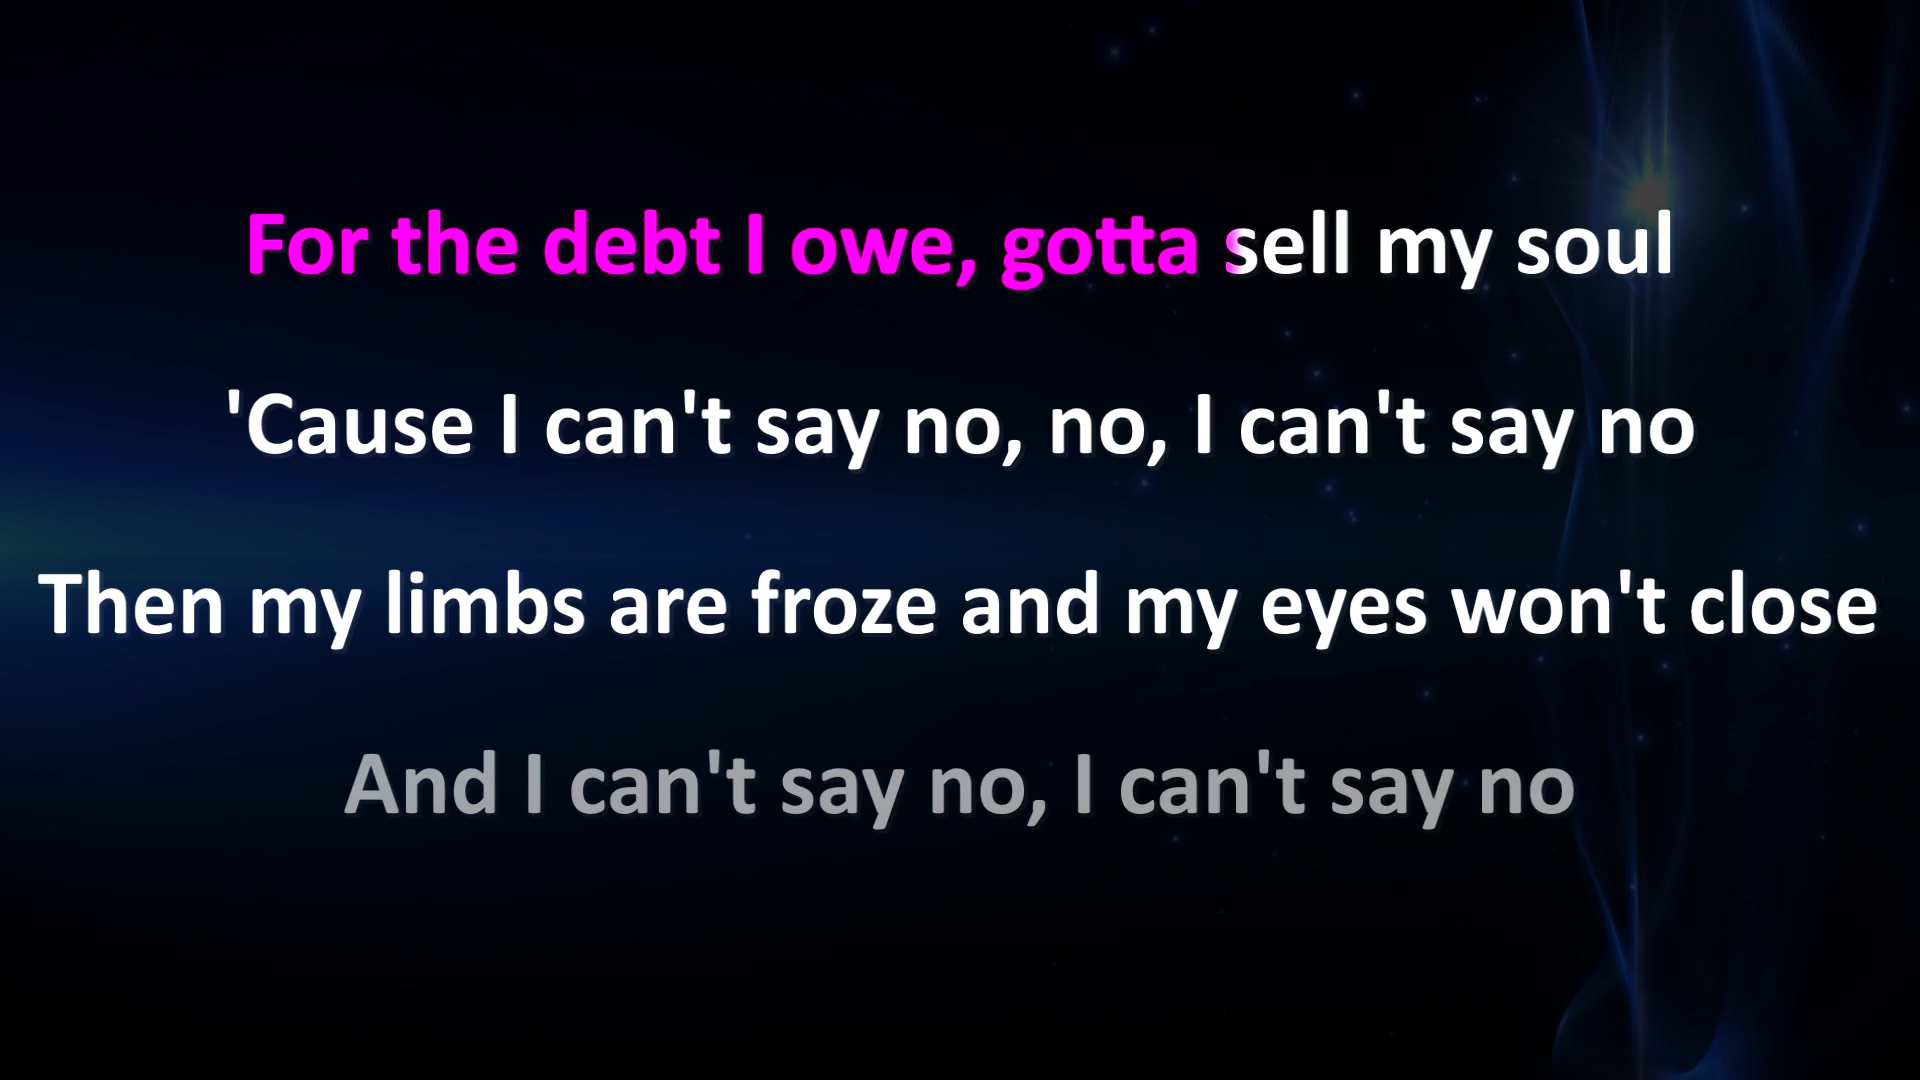 For the debt I owe, gotta sell my soul
'Cause I can't say no, no, I can't say no
Then my limbs are froze and my eyes won't close
And I can't say no, I can't say no